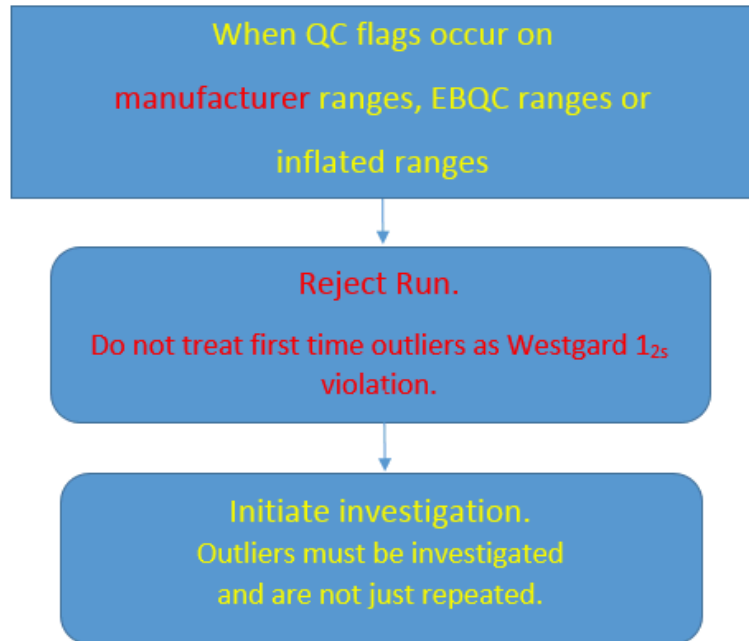 When QC flags occur on
manufacturer ranges, EBQC ranges or
inflated ranges
Reject Run.
Do not treat first time outliers as Westgard 1₂ₛ
violation.
Initiate investigation.
Outliers must be investigated
and are not just repeated.